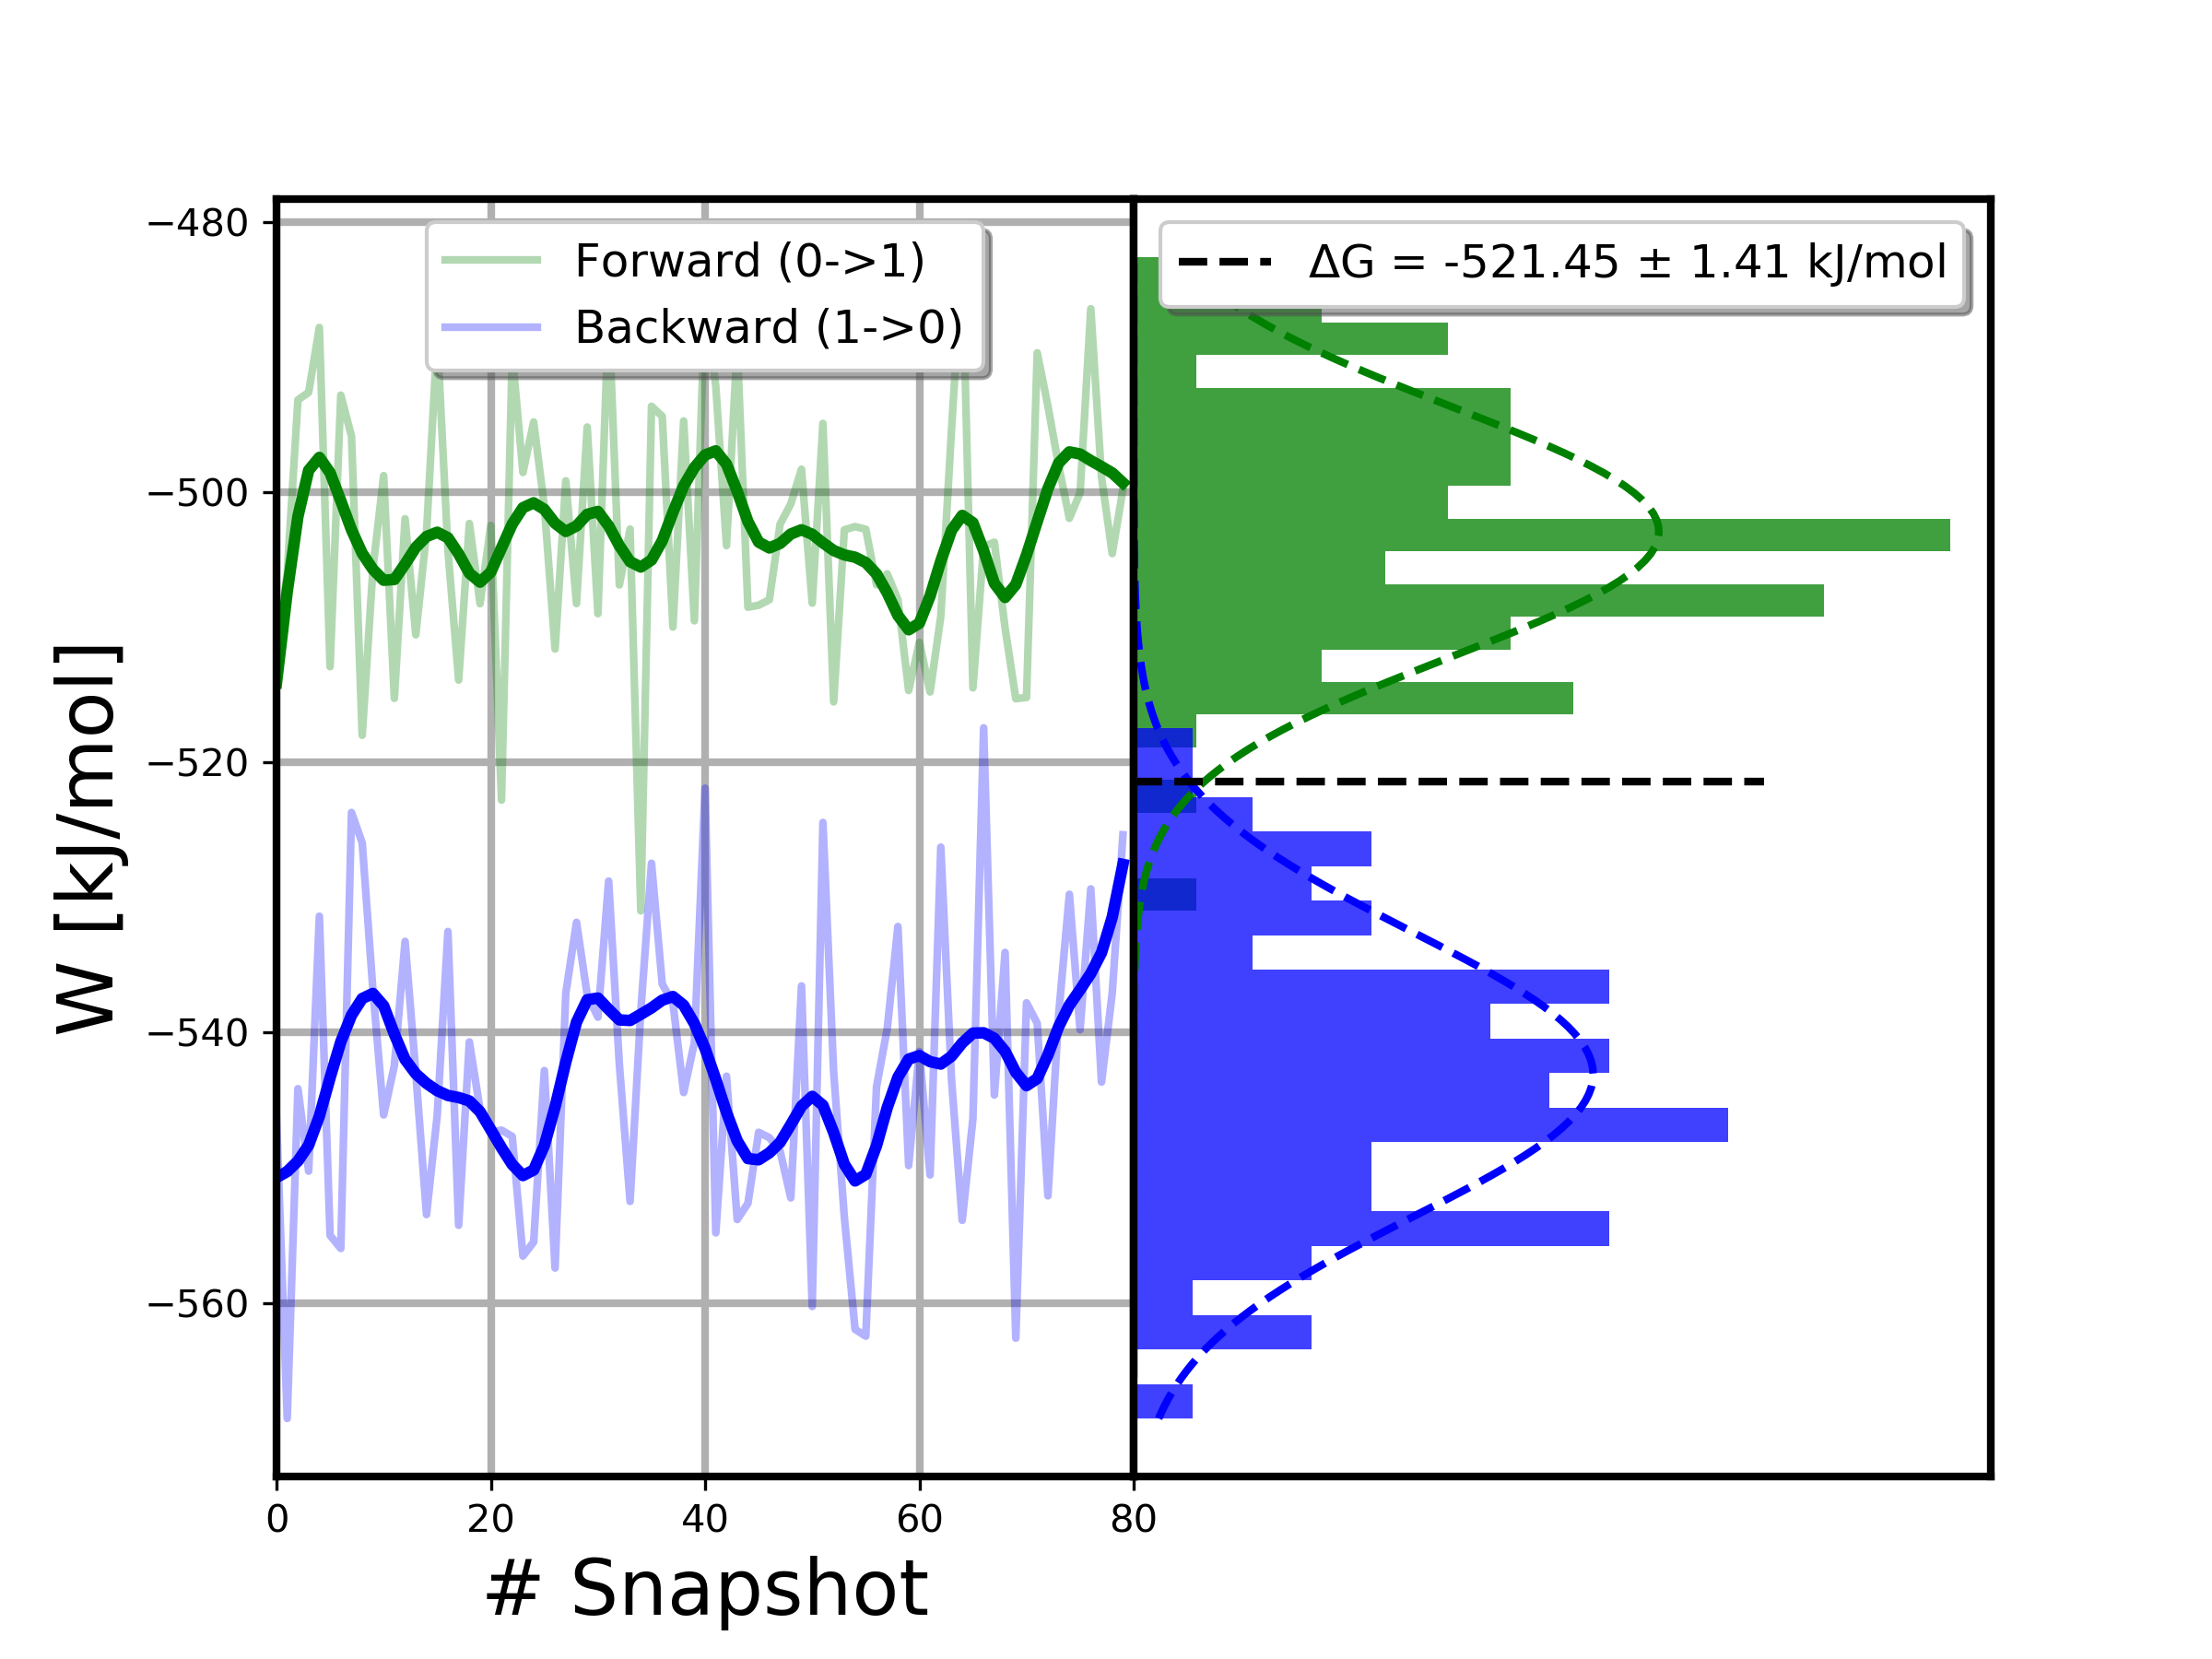 Forward (0->1)
Backward (1->0)
ΔG = -521.45 ± 1.41 kJ/mol
W [kJ/mol]
−480
−500
−520
−540
−560
0 20 40 60 80
# Snapshot